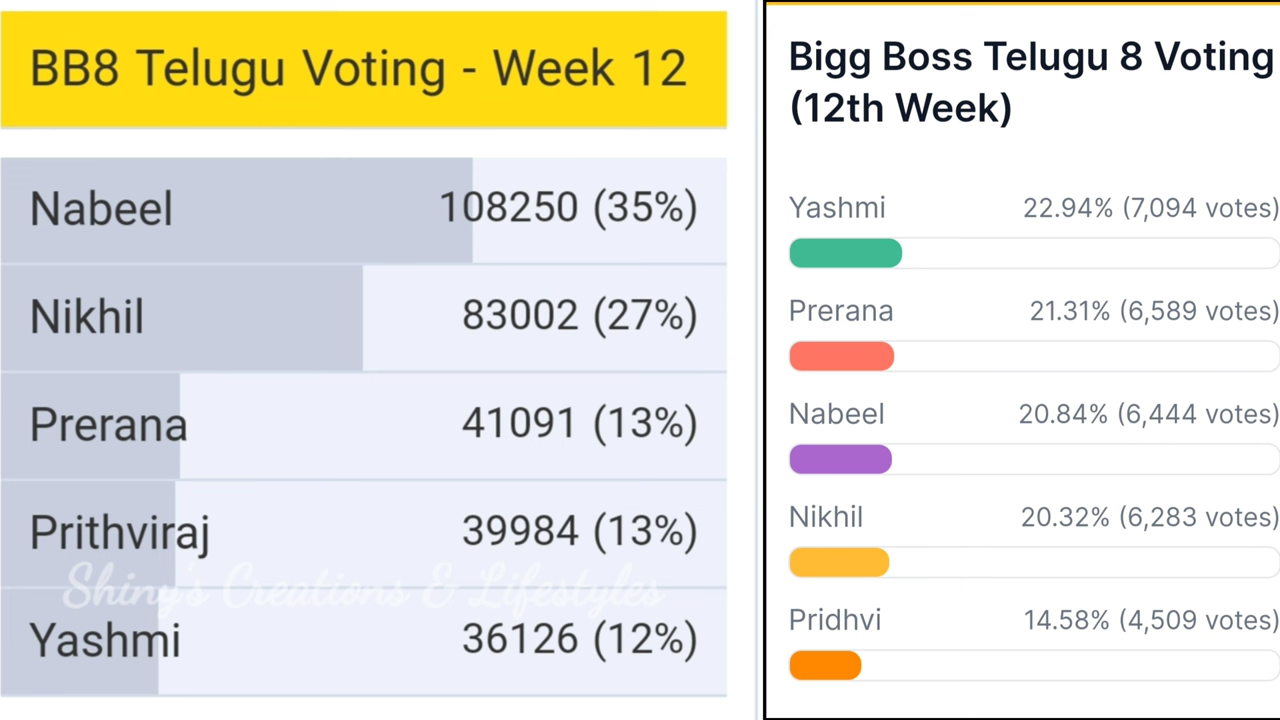 BB8 Telugu Voting - Week 12
Nabeel 108250 (35%)
Nikhil 83002 (27%)
Prerana 41091 (13%)
Prithviraj 39984 (13%)
Shiny's Creations & Lifestyles
Yashmi 36126 (12%)
Bigg Boss Telugu 8 Voting
(12th Week)
Yashmi 22.94% (7,094 votes)
Prerana 21.31% (6,589 votes)
Nabeel 20.84% (6,444 votes)
Nikhil 20.32% (6,283 votes)
Pridhvi 14.58% (4,509 votes)